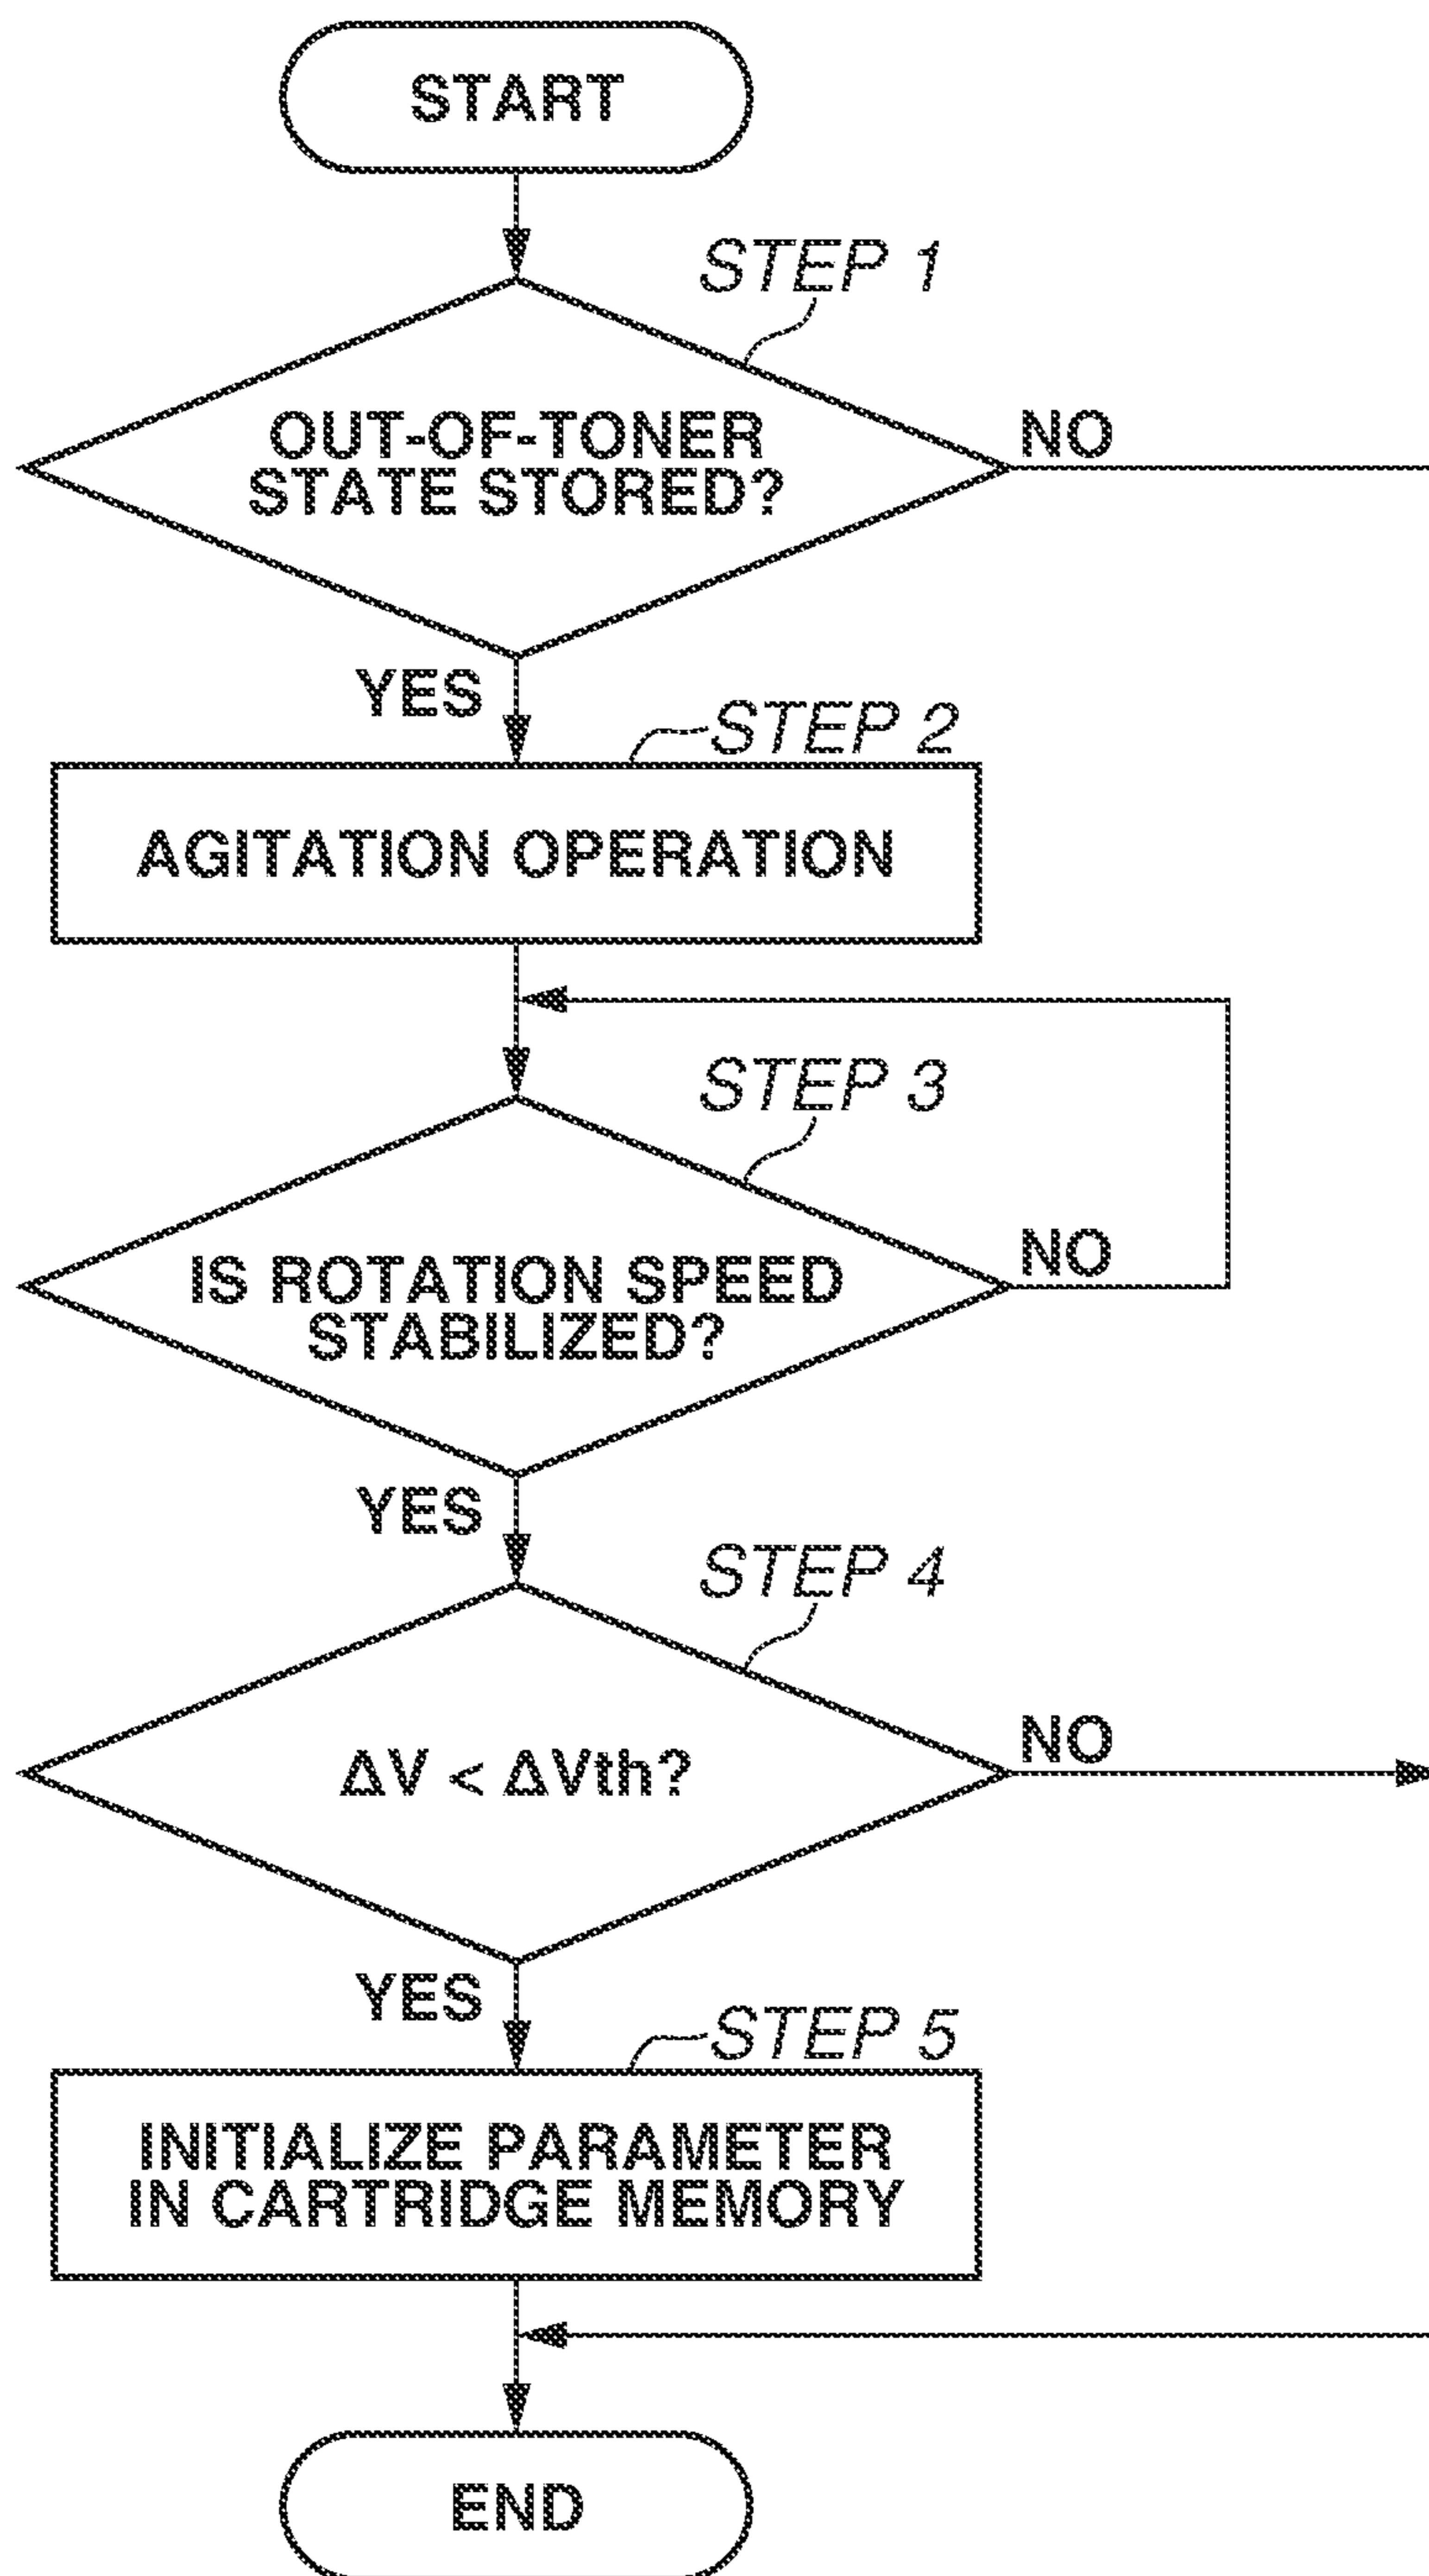 START
STEP 1
OUT-OF-TONER
STATE STORED?
NO
YES
STEP 2
AGITATION OPERATION
STEP 3
IS ROTATION SPEED
STABILIZED?
NO
YES
STEP 4
ΔV < ΔVth?
NO
YES
STEP 5
INITIALIZE PARAMETER
IN CARTRIDGE MEMORY
END